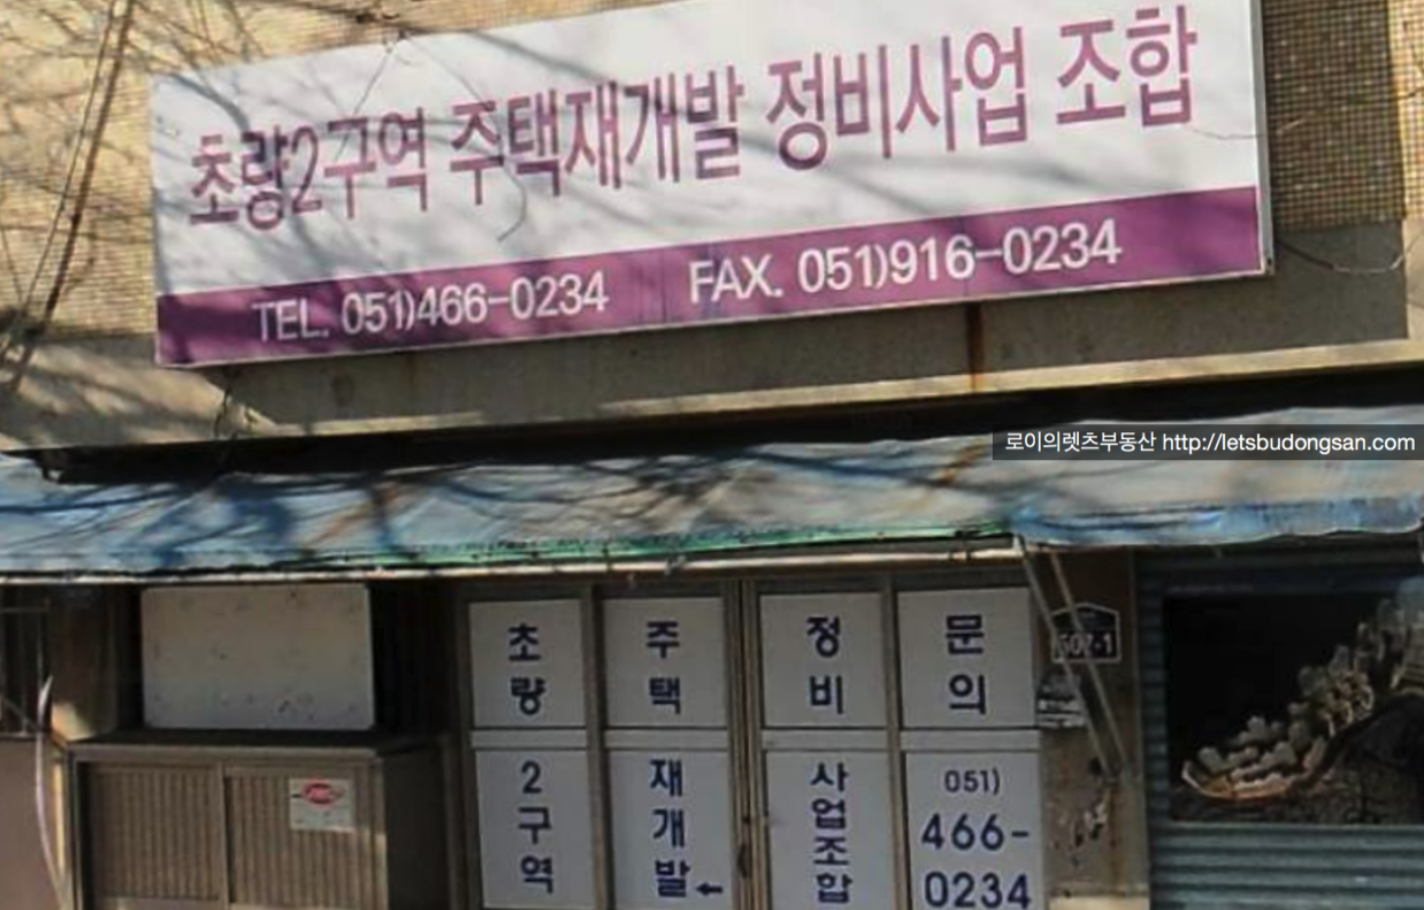 초량2구역 주택재개발 정비사업 조합
TEL. 051)466-0234 FAX. 051)916-0234
로이의렛츠부동산 http://letsbudongsan.com
초량
2구역
주택
재개발←
정비
사업조합
문의
051)
466-
0234